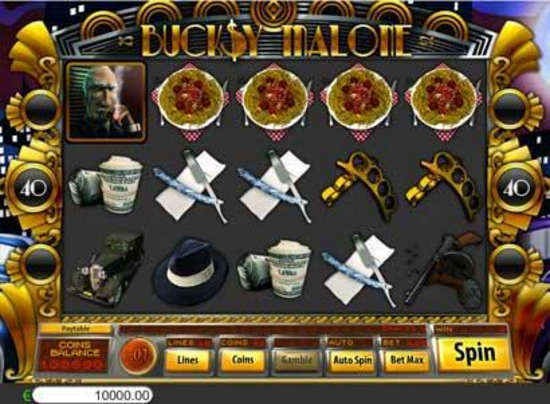 BUCK$Y MALONE
40
40
Paytable
WIN
COINS BALANCE
LINES
COINS
AUTO
BET
Lines
Coins
Gamble
Auto Spin
Bet Max
Spin
10000.00